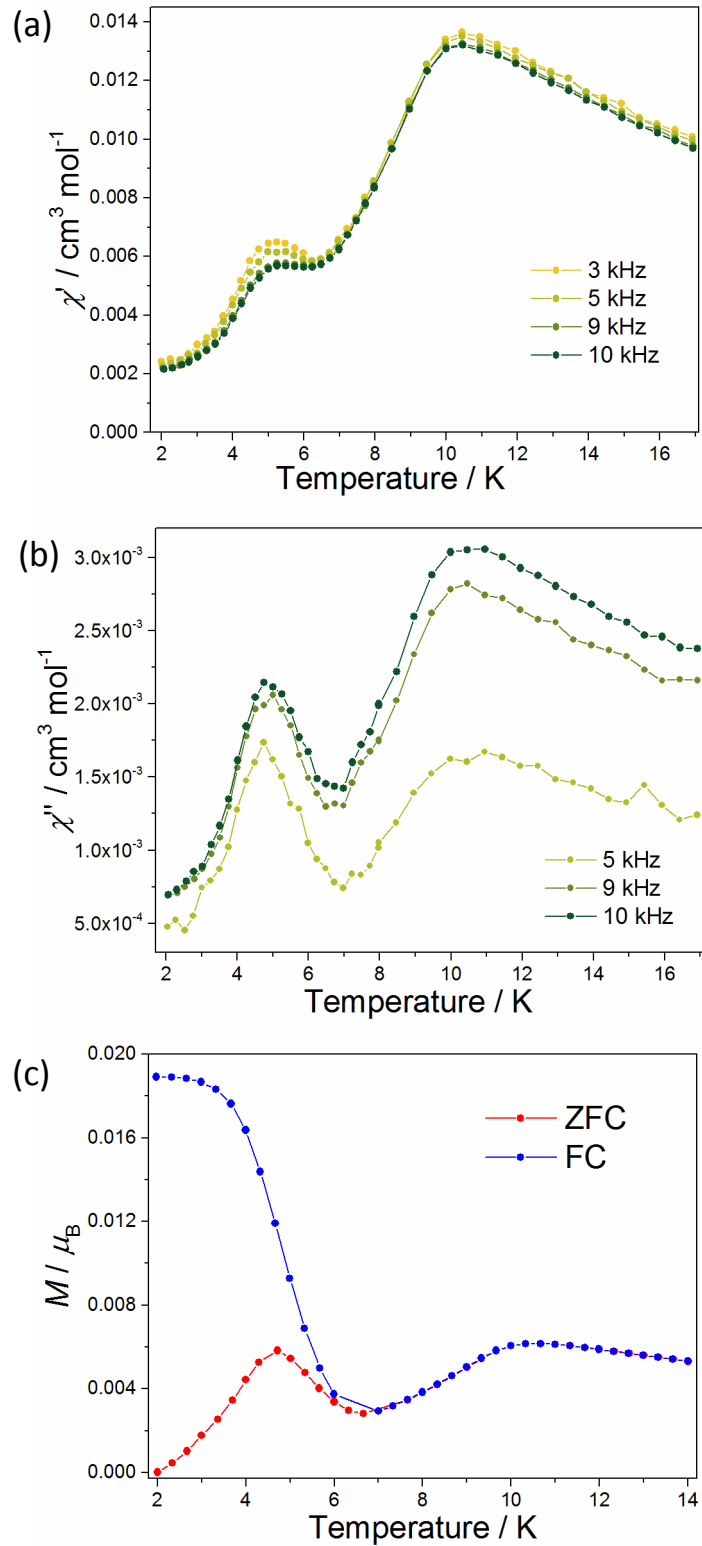 (a)
0.014
0.012
0.010
0.008
0.006
0.004
0.002
0.000
χ' / cm³ mol⁻¹
3 kHz
5 kHz
9 kHz
10 kHz
2 4 6 8 10 12 14 16
Temperature / K
(b)
3.0x10⁻³
2.5x10⁻³
2.0x10⁻³
1.5x10⁻³
1.0x10⁻³
5.0x10⁻⁴
χ'' / cm³ mol⁻¹
5 kHz
9 kHz
10 kHz
2 4 6 8 10 12 14 16
Temperature / K
(c)
0.020
0.016
0.012
0.008
0.004
0.000
M / μB
ZFC
FC
2 4 6 8 10 12 14
Temperature / K